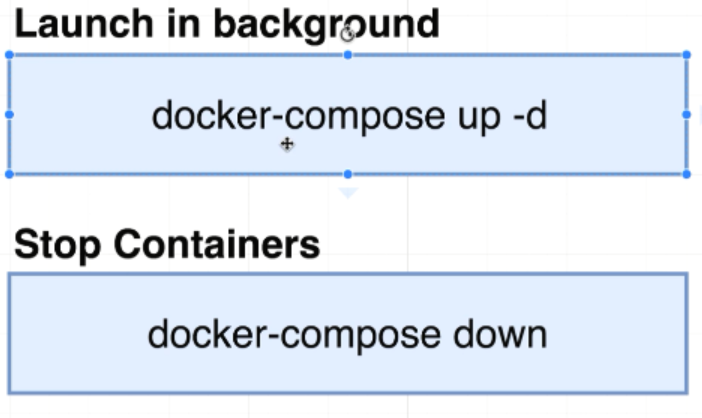 Launch in background
docker-compose up -d
Stop Containers
docker-compose down